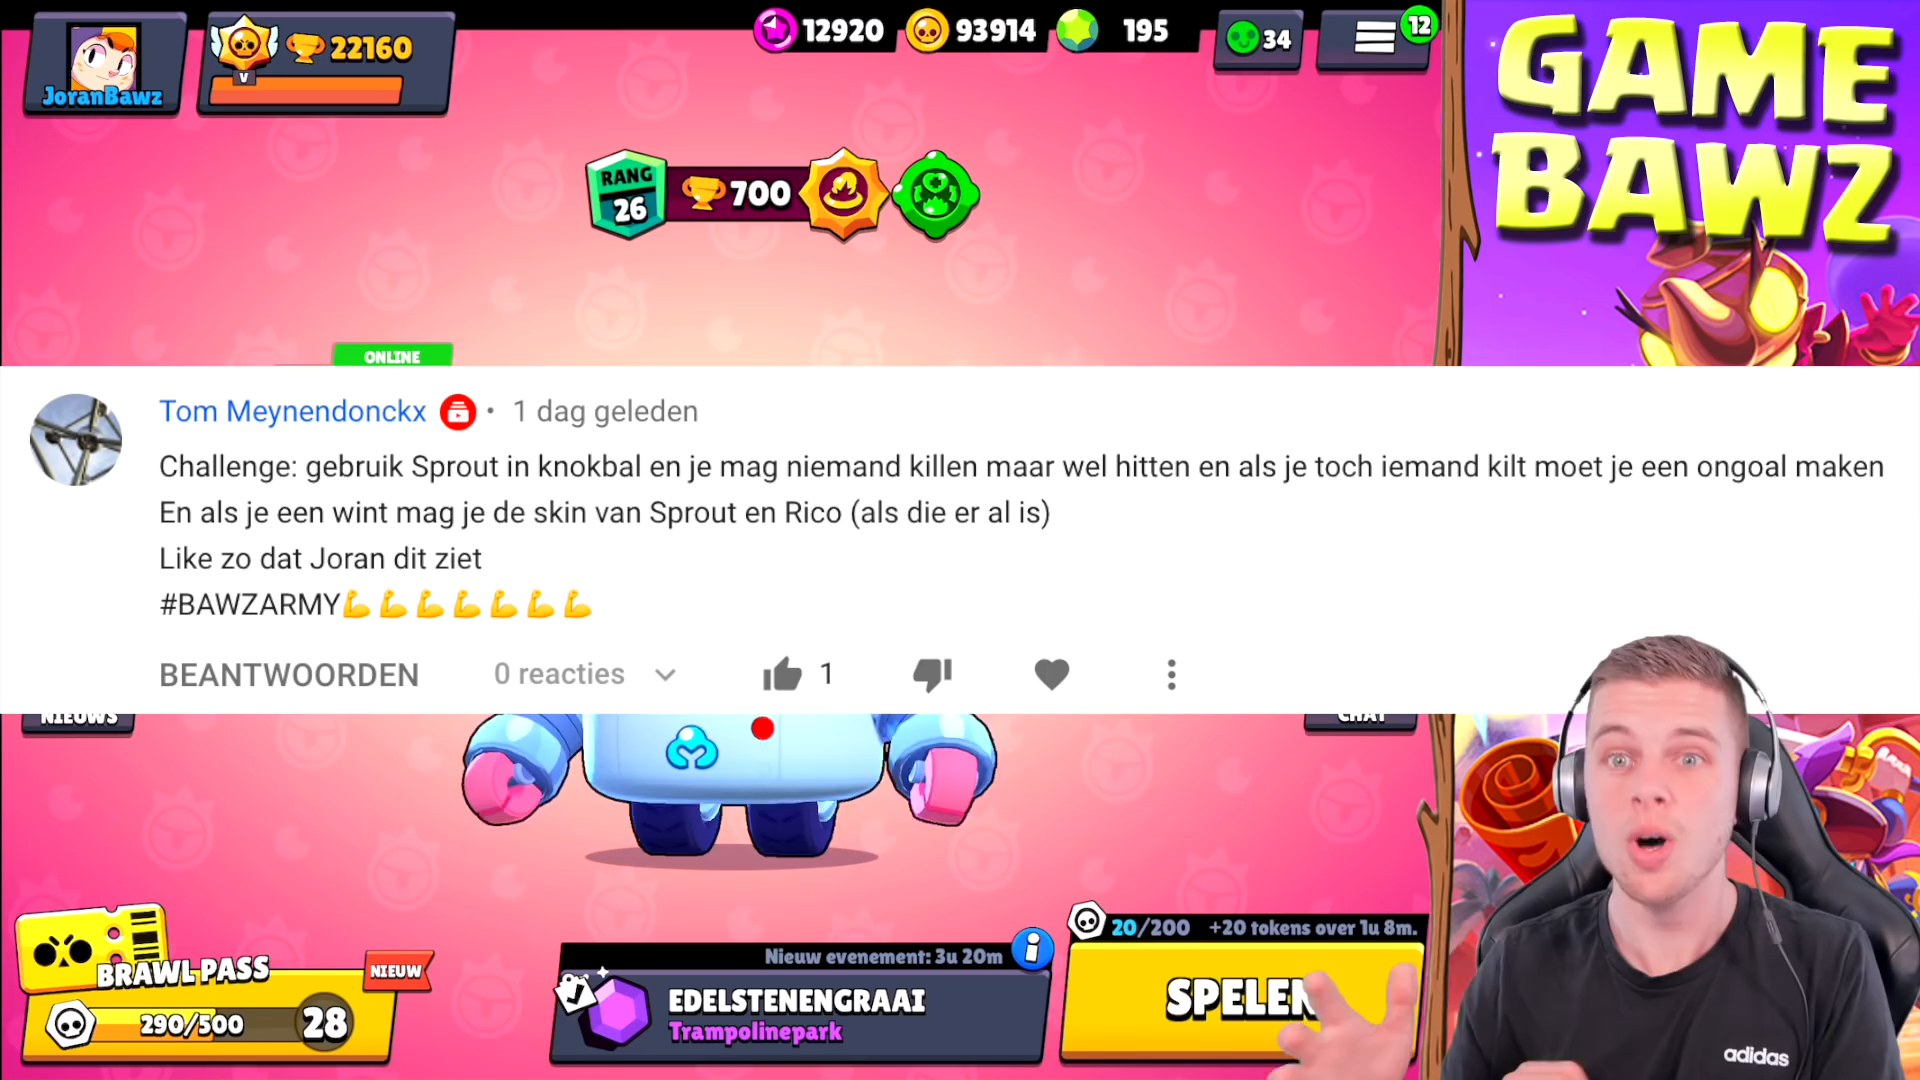 JoranBawz
V
22160
12920
93914
195
34
12
GAME
BAWZ
RANG
26
700
ONLINE
Tom Meynendonckx • 1 dag geleden
Challenge: gebruik Sprout in knokbal en je mag niemand killen maar wel hitten en als je toch iemand kilt moet je een ongoal maken
En als je een wint mag je de skin van Sprout en Rico (als die er al is)
Like zo dat Joran dit ziet
#BAWZARMY💪💪💪💪💪💪💪
BEANTWOORDEN 0 reacties 1
NIEUWS
CHAT
BRAWL PASS
NIEUW
290/500
28
Nieuw evenement: 3u 20m
EDELSTENENGRAAI
Trampolinepark
20/200 +20 tokens over 1u 8m.
SPELEN
adidas